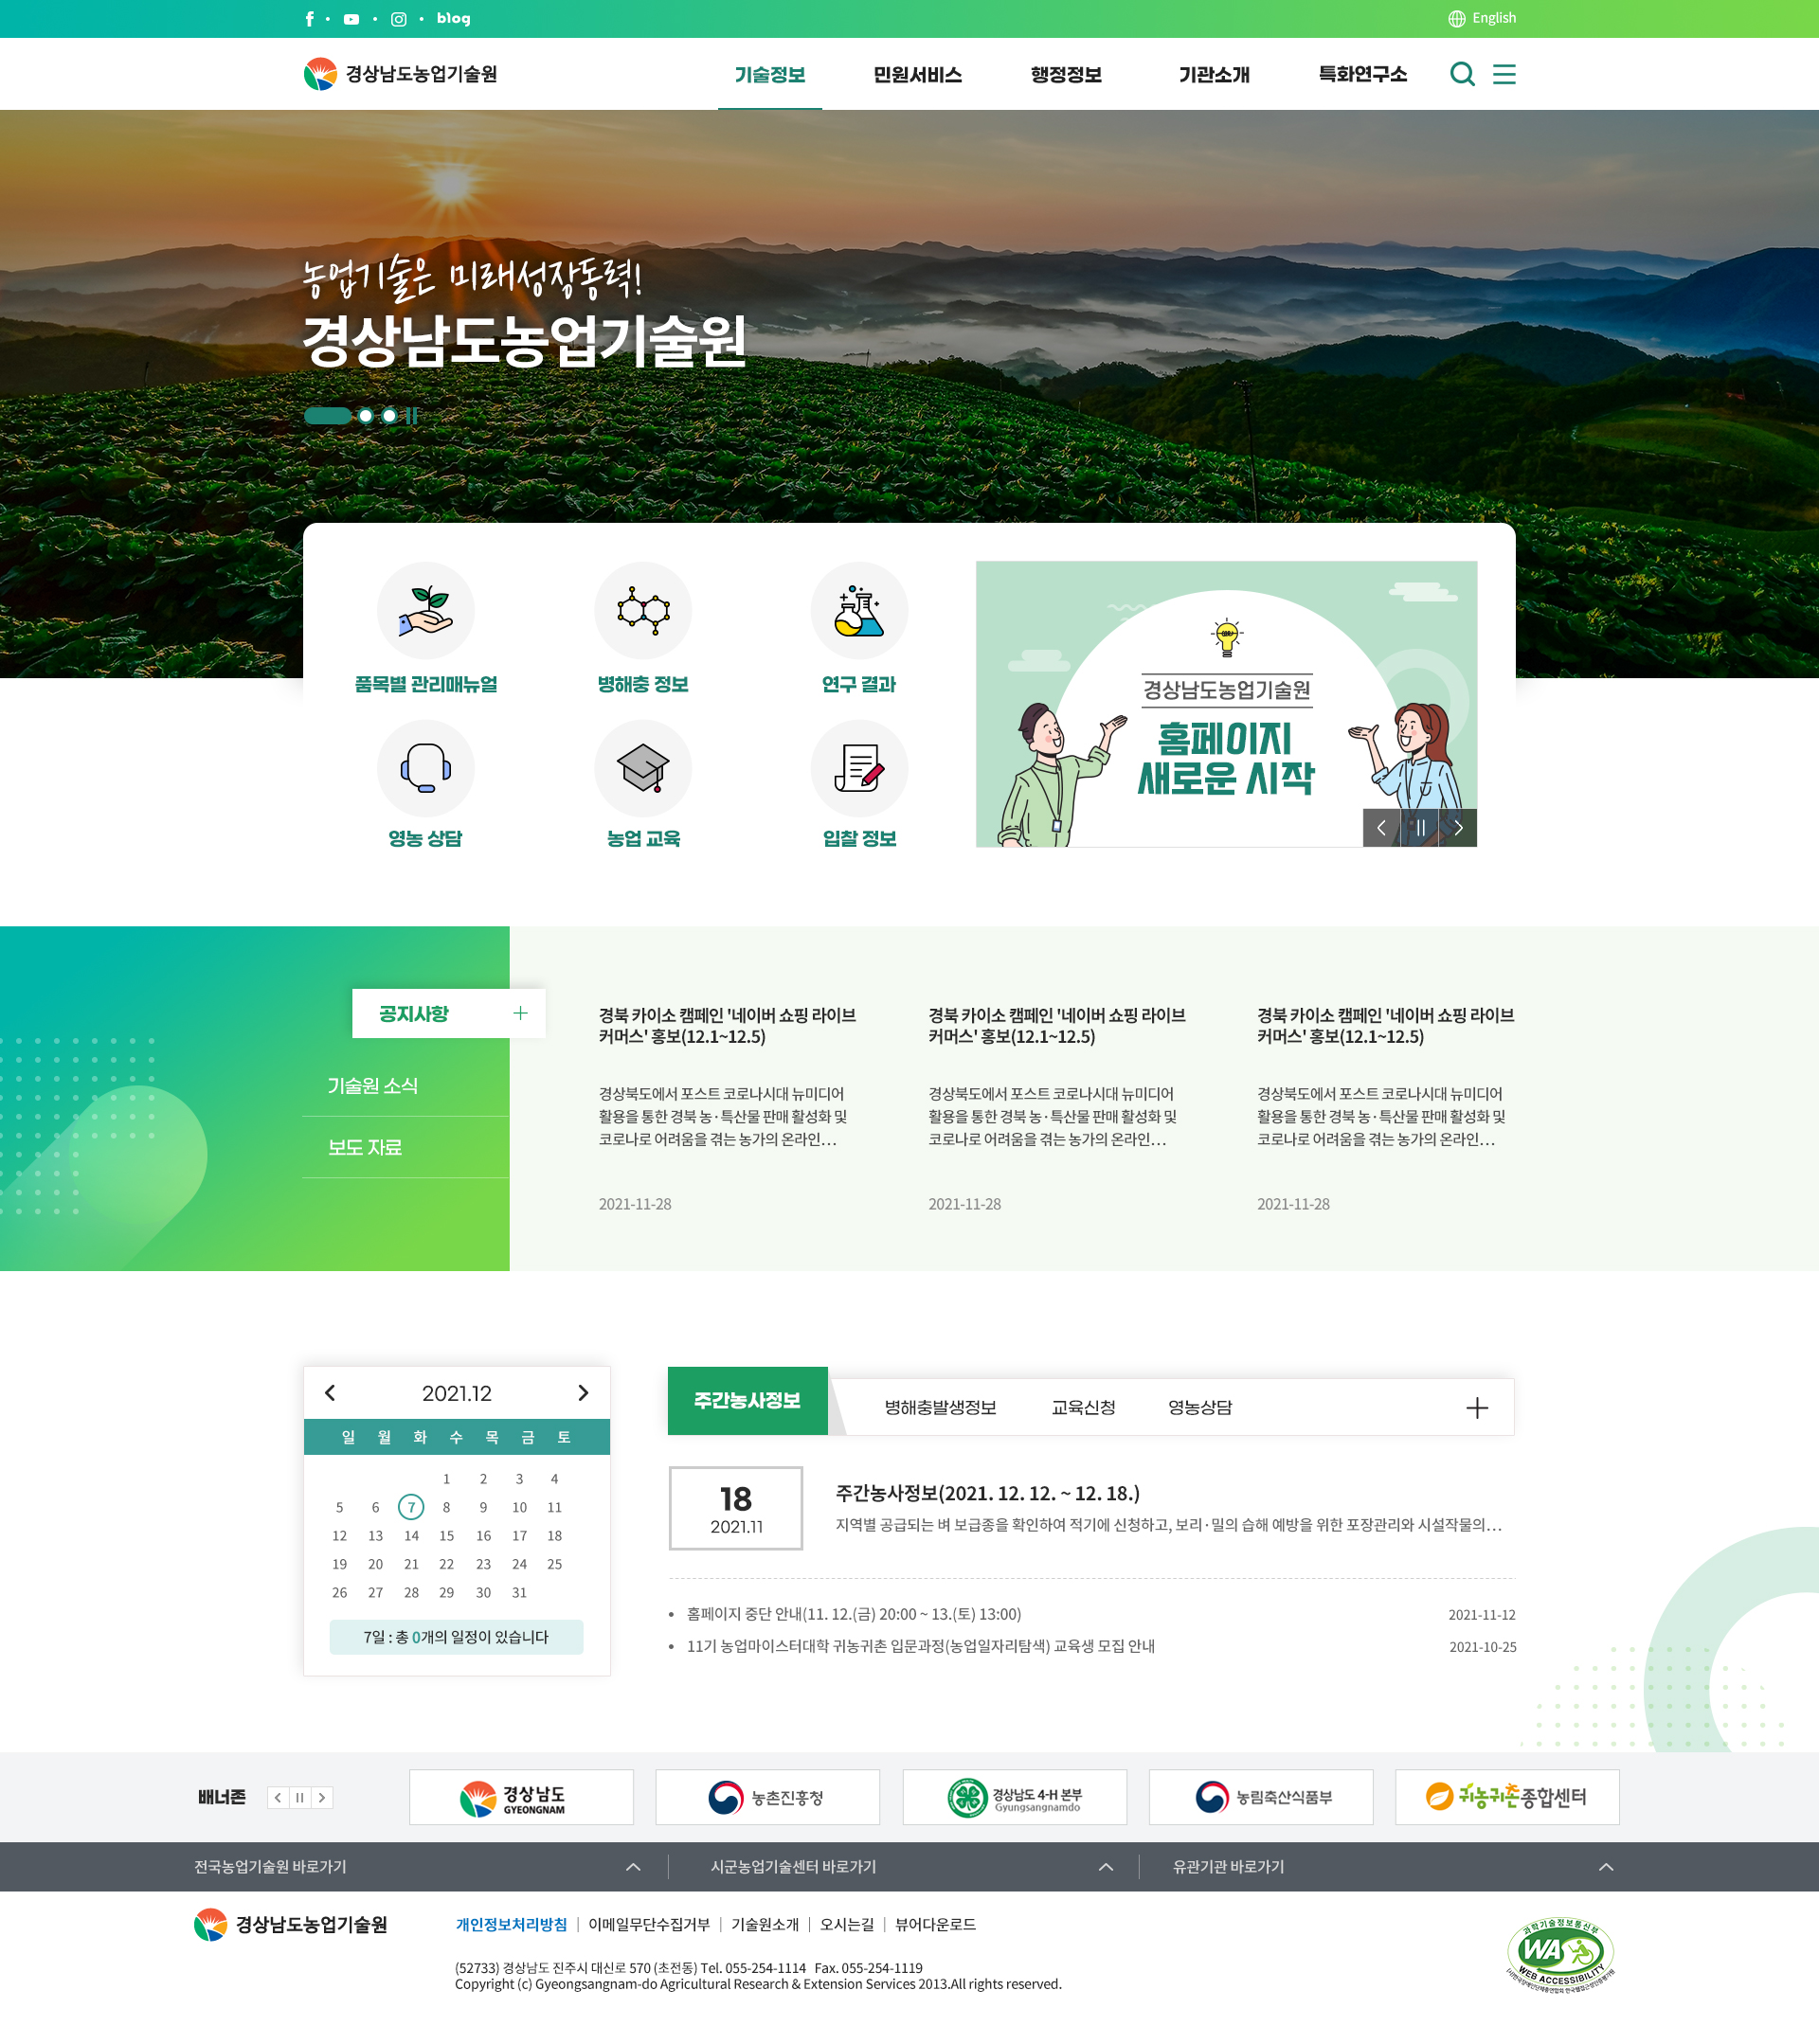 blog
English
경상남도농업기술원
기술정보 민원서비스 행정정보 기관소개 특화연구소
농업기술은 미래성장동력!
경상남도농업기술원
품목별 관리매뉴얼
병해충 정보
연구 결과
영농 상담
농업 교육
입찰 정보
경상남도농업기술원
홈페이지
새로운 시작
공지사항
기술원 소식
보도 자료
경북 카이소 캠페인 '네이버 쇼핑 라이브
커머스' 홍보(12.1~12.5)
경상북도에서 포스트 코로나시대 뉴미디어
활용을 통한 경북 농·특산물 판매 활성화 및
코로나로 어려움을 겪는 농가의 온라인...
2021-11-28
경북 카이소 캠페인 '네이버 쇼핑 라이브
커머스' 홍보(12.1~12.5)
경상북도에서 포스트 코로나시대 뉴미디어
활용을 통한 경북 농·특산물 판매 활성화 및
코로나로 어려움을 겪는 농가의 온라인...
2021-11-28
경북 카이소 캠페인 '네이버 쇼핑 라이브
커머스' 홍보(12.1~12.5)
경상북도에서 포스트 코로나시대 뉴미디어
활용을 통한 경북 농·특산물 판매 활성화 및
코로나로 어려움을 겪는 농가의 온라인...
2021-11-28
2021.12
일 월 화 수 목 금 토
1 2 3 4
5 6 7 8 9 10 11
12 13 14 15 16 17 18
19 20 21 22 23 24 25
26 27 28 29 30 31
7일 : 총 0개의 일정이 있습니다
주간농사정보 병해충발생정보 교육신청 영농상담
18
2021.11
주간농사정보(2021. 12. 12. ~ 12. 18.)
지역별 공급되는 벼 보급종을 확인하여 적기에 신청하고, 보리·밀의 습해 예방을 위한 포장관리와 시설작물의...
홈페이지 중단 안내(11. 12.(금) 20:00 ~ 13.(토) 13:00) 2021-11-12
11기 농업마이스터대학 귀농귀촌 입문과정(농업일자리탐색) 교육생 모집 안내 2021-10-25
배너존
경상남도
GYEONGNAM
농촌진흥청
경상남도 4-H 본부
Gyungsangnamdo
농림축산식품부
귀농귀촌종합센터
전국농업기술원 바로가기 시군농업기술센터 바로가기 유관기관 바로가기
경상남도농업기술원
개인정보처리방침 이메일무단수집거부 기술원소개 오시는길 뷰어다운로드
(52733) 경상남도 진주시 대신로 570 (초전동) Tel. 055-254-1114 Fax. 055-254-1119
Copyright (c) Gyeongsangnam-do Agricultural Research & Extension Services 2013.All rights reserved.
과학기술정보통신부
WA
WEB ACCESSIBILITY